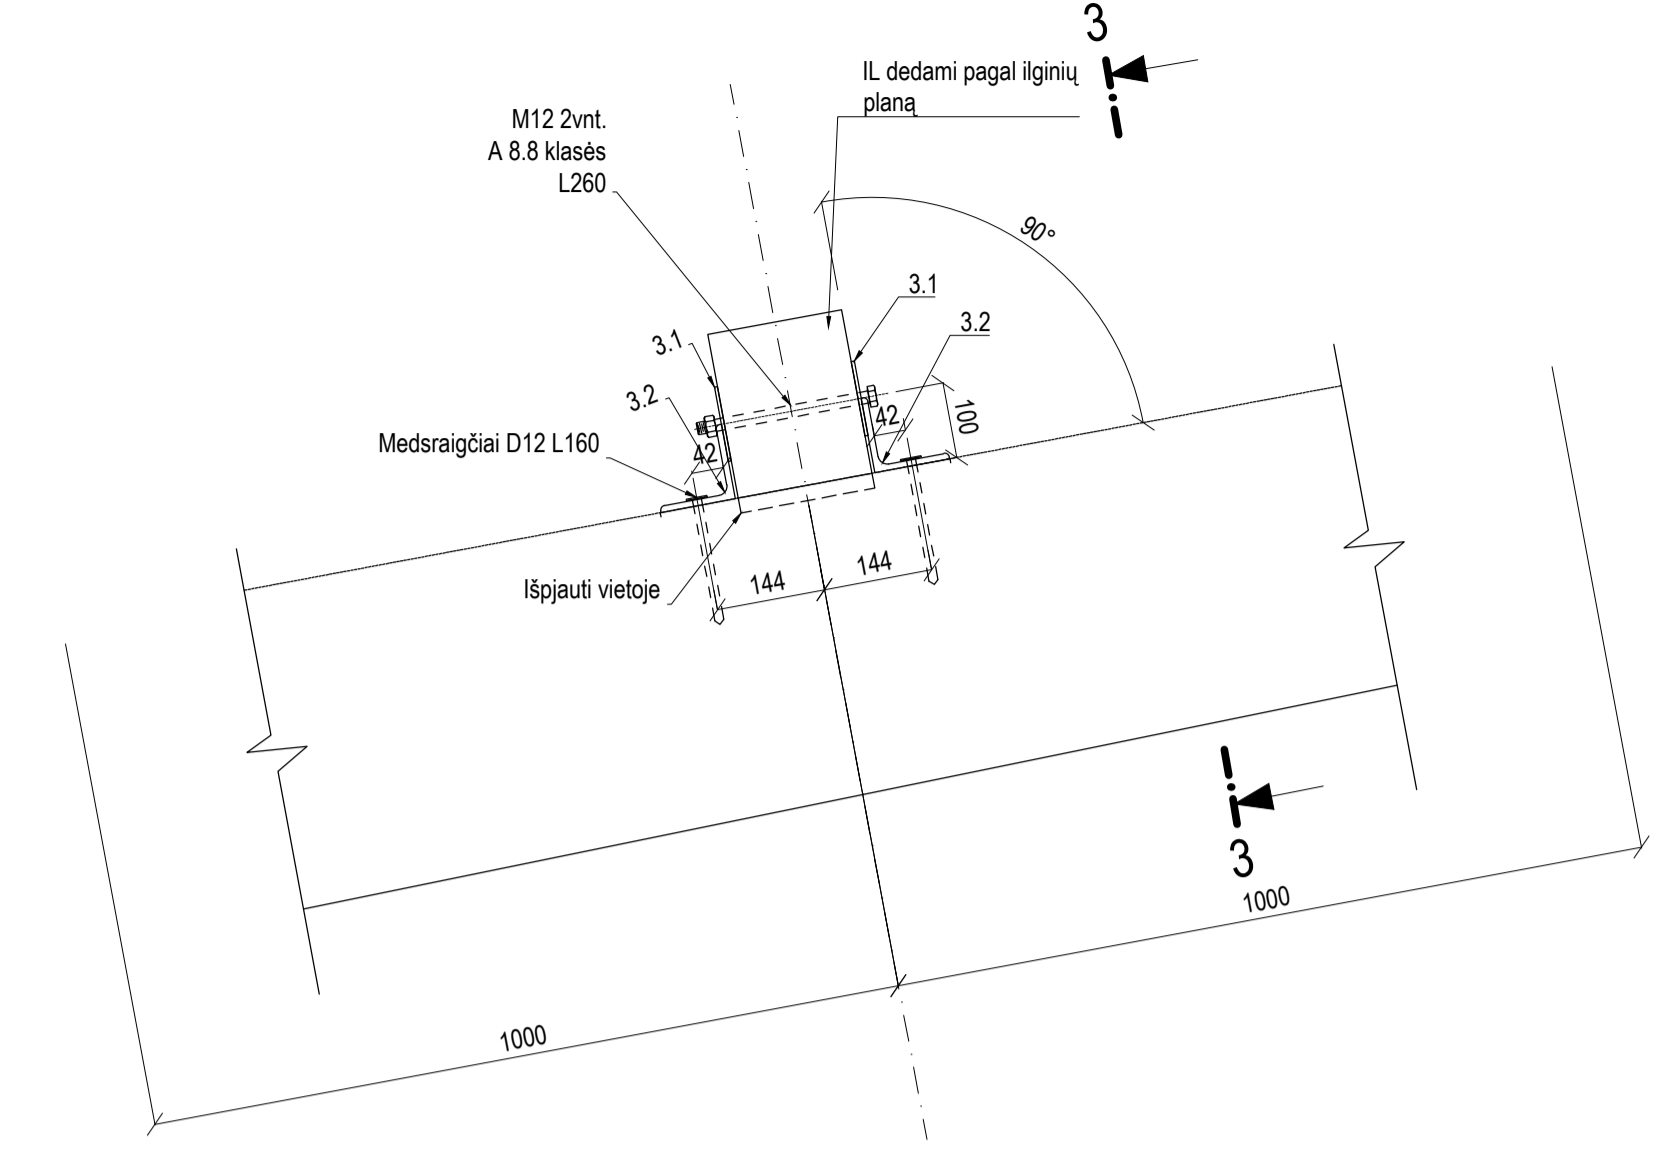 3
IL dedami pagal ilginių
planą
M12 2vnt.
A 8.8 klasės
L260
90°
3.1
3.2
3.1
3.2
100
42
42
Medsraigčiai D12 L160
144
144
Išpjauti vietoje
3
1000
1000